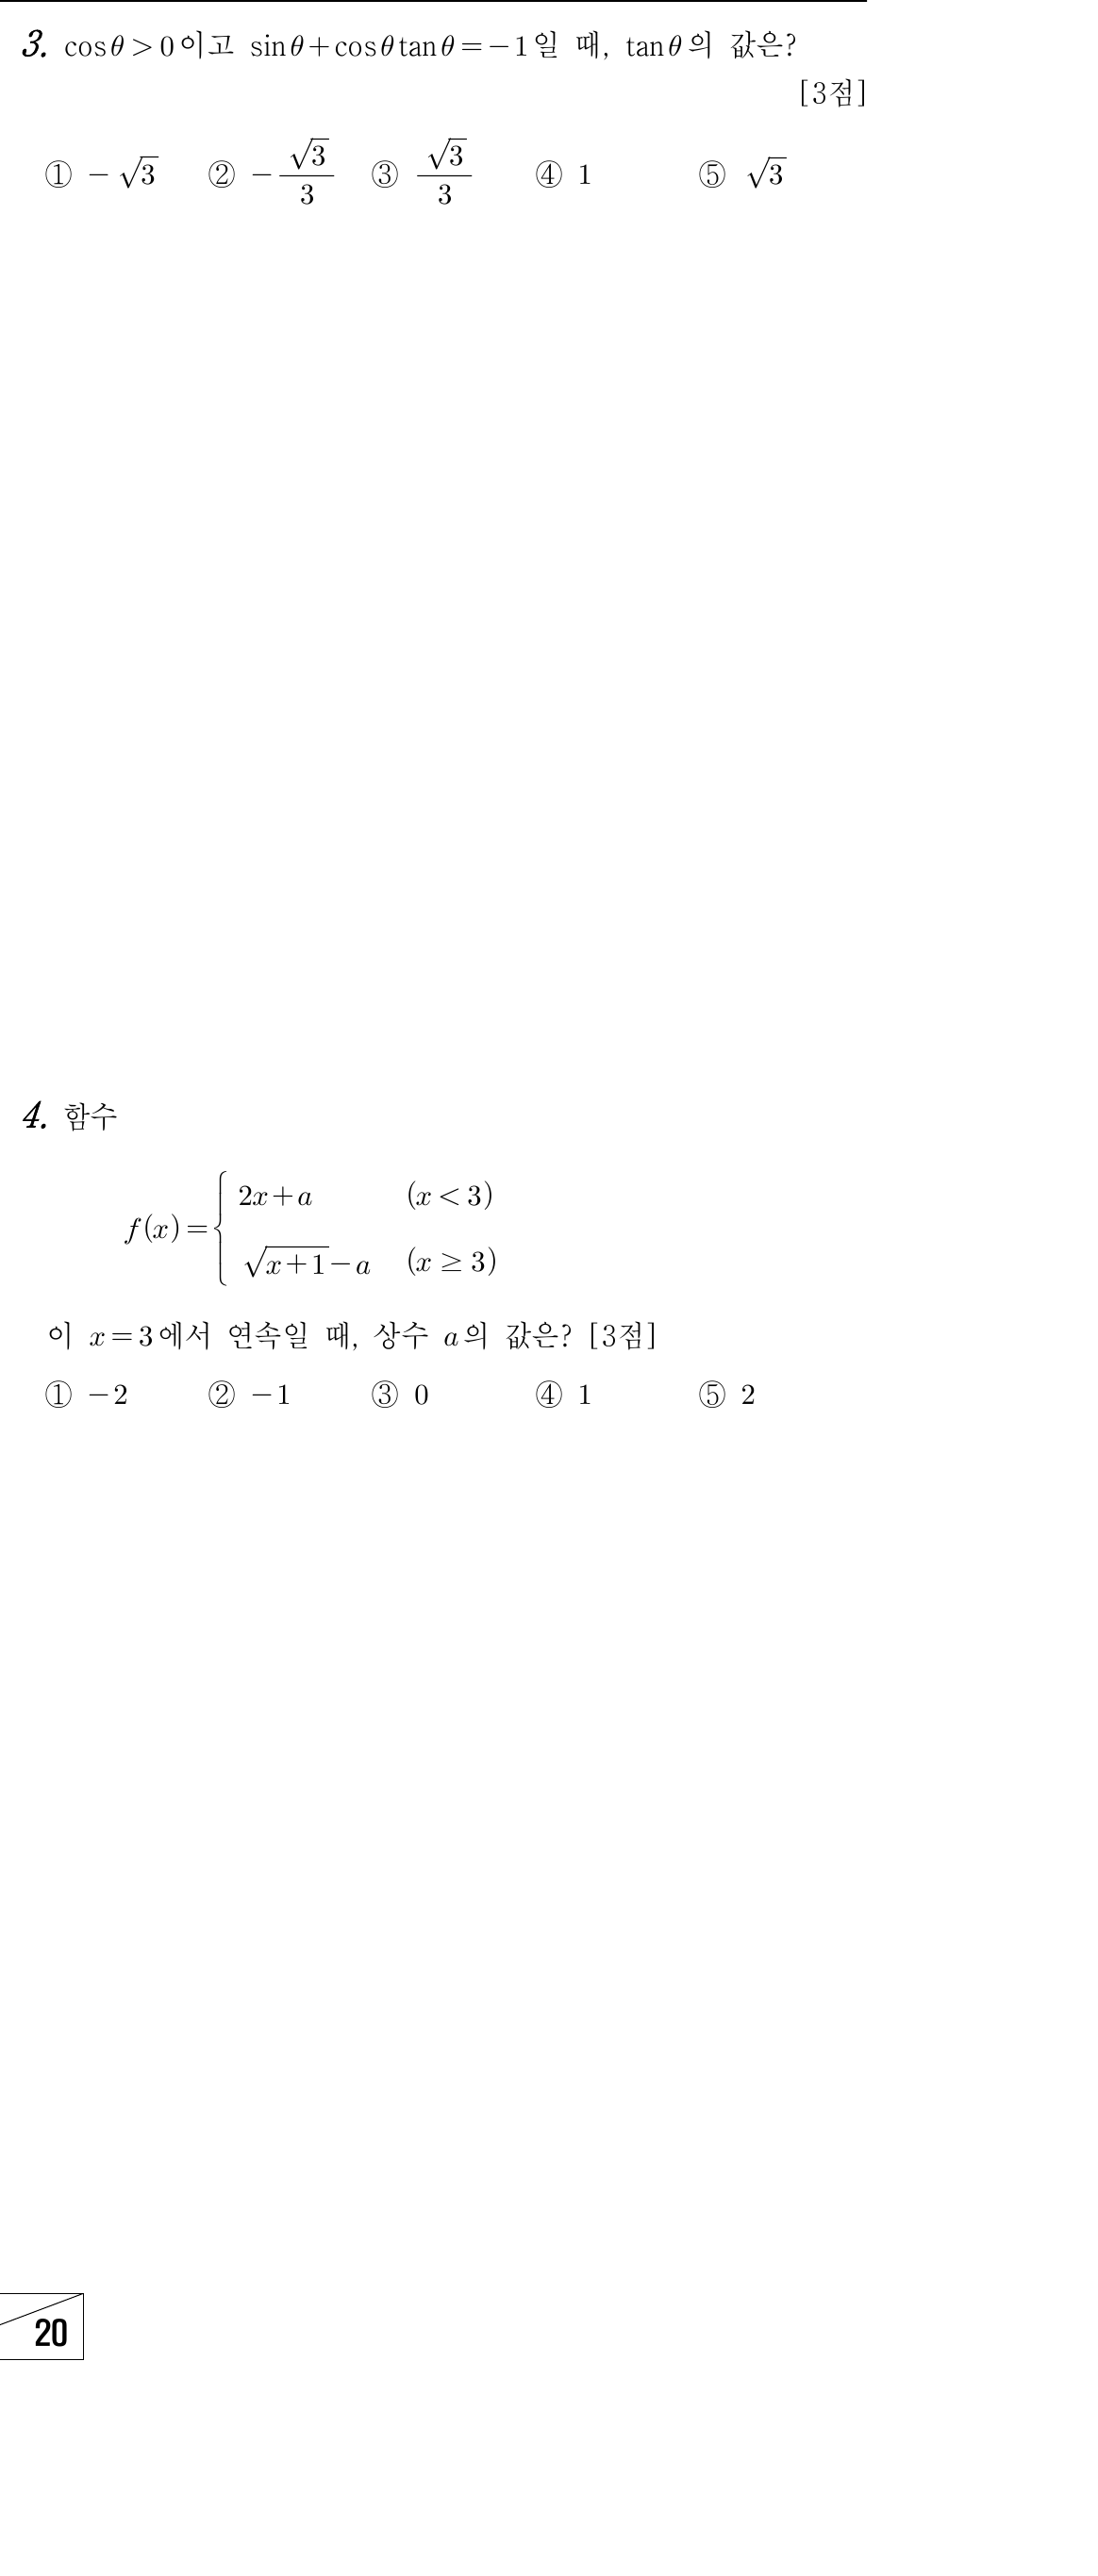 3. cosθ > 0이고 sinθ + cosθ tanθ = −1일 때, tanθ의 값은?
[3점]
① −√3 ② −√3/3 ③ √3/3 ④ 1 ⑤ √3
4. 함수
f(x) = { 2x + a (x < 3)
√(x+1) − a (x ≥ 3)
이 x = 3에서 연속일 때, 상수 a의 값은? [3점]
① −2 ② −1 ③ 0 ④ 1 ⑤ 2
20